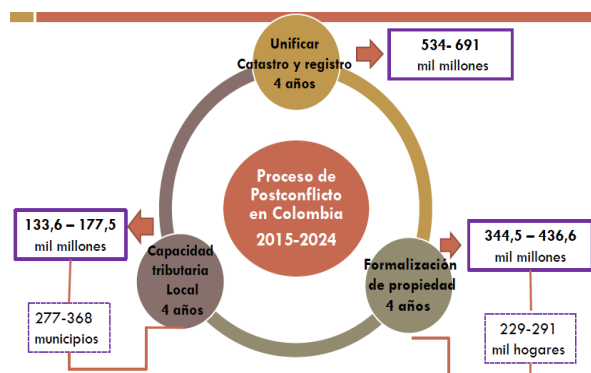 Unificar
Catastro y registro
4 años
534- 691
mil millones
Proceso de
Postconflicto
en Colombia
2015-2024
133,6 – 177,5
mil millones
Capacidad
tributaria
Local
4 años
277-368
municipios
Formalización
de propiedad
4 años
344,5 – 436,6
mil millones
229-291
mil hogares